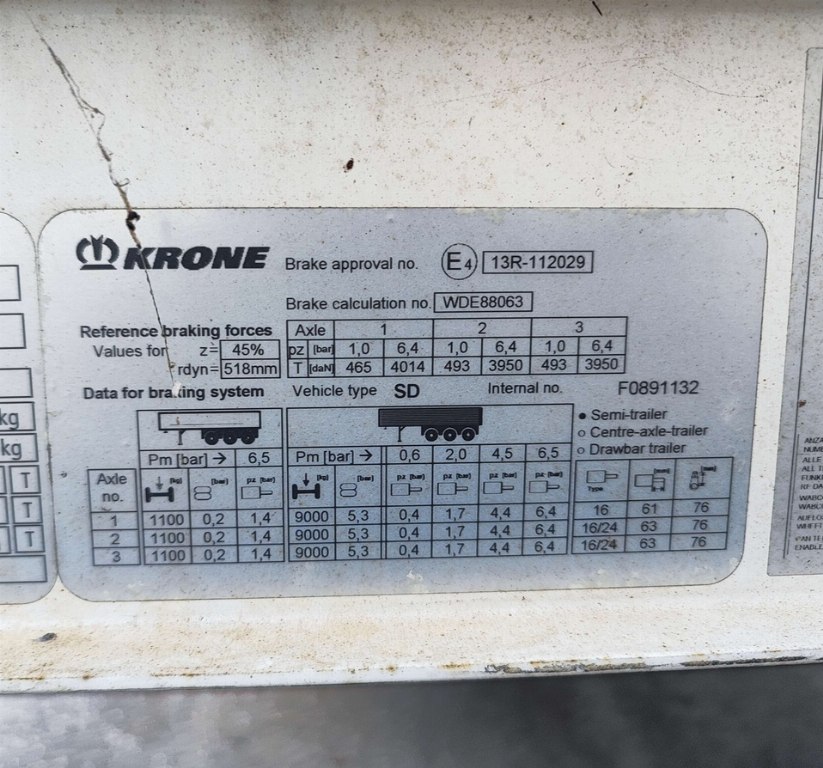 KRONE
Brake approval no. E4 13R-112029
Brake calculation no. WDE88063
Reference braking forces
Values for z= 45%
rdyn= 518mm
Axle 1 2 3
pz [bar] 1,0 6,4 1,0 6,4 1,0 6,4
T [daN] 465 4014 493 3950 493 3950
Data for braking system Vehicle type SD Internal no. F0891132
Semi-trailer
Centre-axle-trailer
Drawbar trailer
Pm [bar] → 6,5 Pm [bar] → 0,6 2,0 4,5 6,5
Axle no. [kg] [bar] pz [bar] [kg] [bar] pz [bar] pz [bar] pz [bar] pz [bar] Type [mm] [mm]
1 1100 0,2 1,4 9000 5,3 0,4 1,7 4,4 6,4 16 61 76
2 1100 0,2 1,4 9000 5,3 0,4 1,7 4,4 6,4 16/24 63 76
3 1100 0,2 1,4 9000 5,3 0,4 1,7 4,4 6,4 16/24 63 76
kg
kg
T
T
T